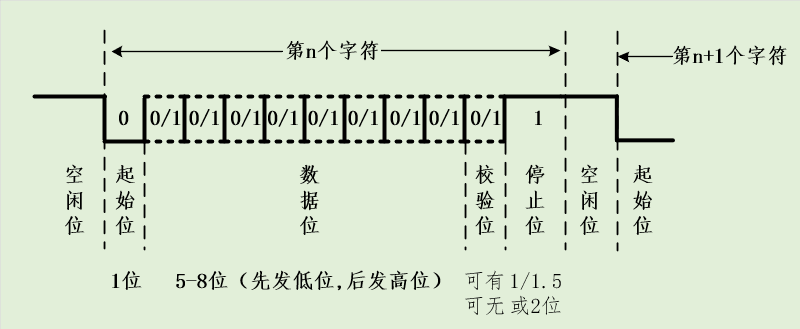 第n个字符
第n+1个字符
0 0/1 0/1 0/1 0/1 0/1 0/1 0/1 0/1 0/1 1
空闲位 起始位 数据位 校验位 停止位 空闲位 起始位
1位 5-8位（先发低位,后发高位） 可有 1/1.5
可无 或2位